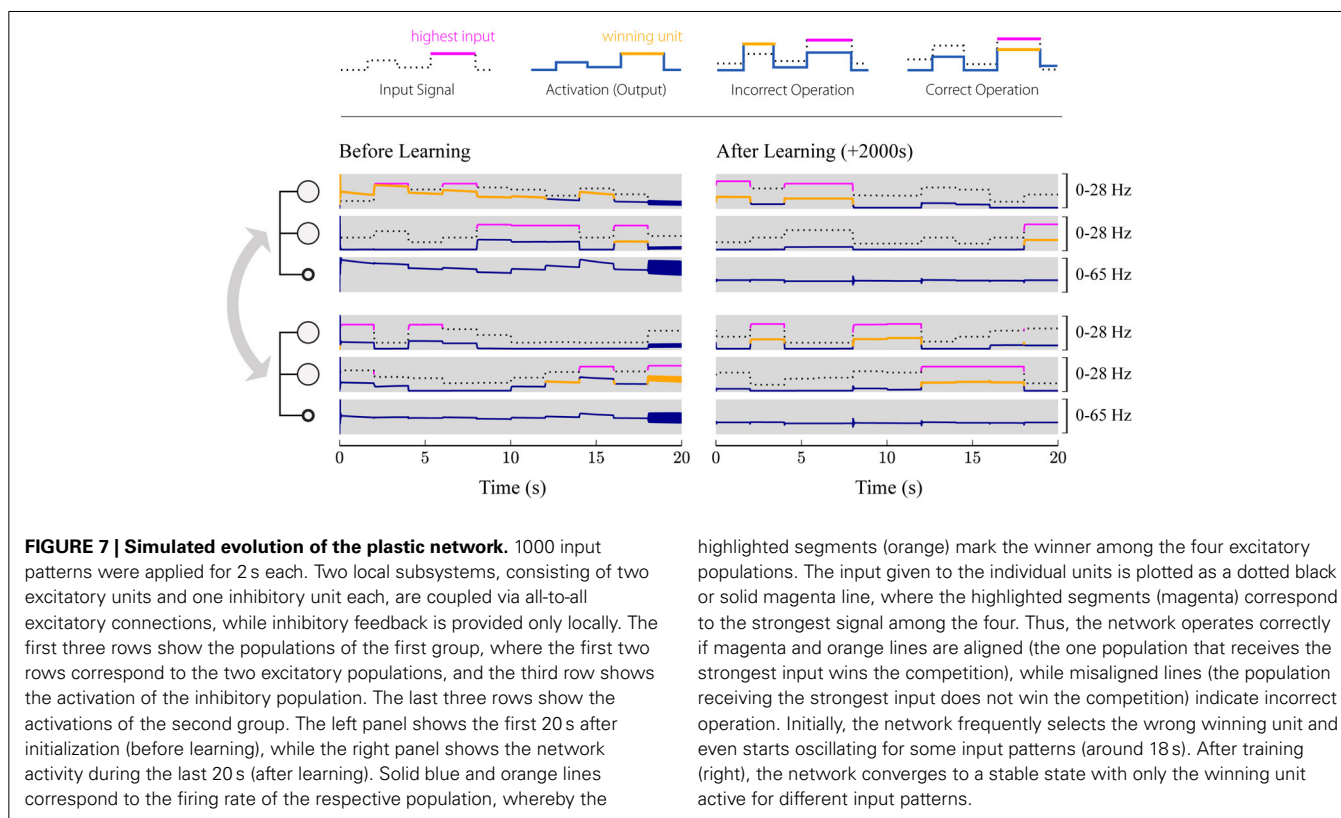 highest input
winning unit
Input Signal
Activation (Output)
Incorrect Operation
Correct Operation
Before Learning
After Learning (+2000s)
0-28 Hz
0-28 Hz
0-65 Hz
0-28 Hz
0-28 Hz
0-65 Hz
0 5 10 15 20
0 5 10 15 20
Time (s)
Time (s)
FIGURE 7 | Simulated evolution of the plastic network. 1000 input
patterns were applied for 2 s each. Two local subsystems, consisting of two
excitatory units and one inhibitory unit each, are coupled via all-to-all
excitatory connections, while inhibitory feedback is provided only locally. The
first three rows show the populations of the first group, where the first two
rows correspond to the two excitatory populations, and the third row shows
the activation of the inhibitory population. The last three rows show the
activations of the second group. The left panel shows the first 20 s after
initialization (before learning), while the right panel shows the network
activity during the last 20 s (after learning). Solid blue and orange lines
correspond to the firing rate of the respective population, whereby the
highlighted segments (orange) mark the winner among the four excitatory
populations. The input given to the individual units is plotted as a dotted black
or solid magenta line, where the highlighted segments (magenta) correspond
to the strongest signal among the four. Thus, the network operates correctly
if magenta and orange lines are aligned (the one population that receives the
strongest input wins the competition), while misaligned lines (the population
receiving the strongest input does not win the competition) indicate incorrect
operation. Initially, the network frequently selects the wrong winning unit and
even starts oscillating for some input patterns (around 18 s). After training
(right), the network converges to a stable state with only the winning unit
active for different input patterns.